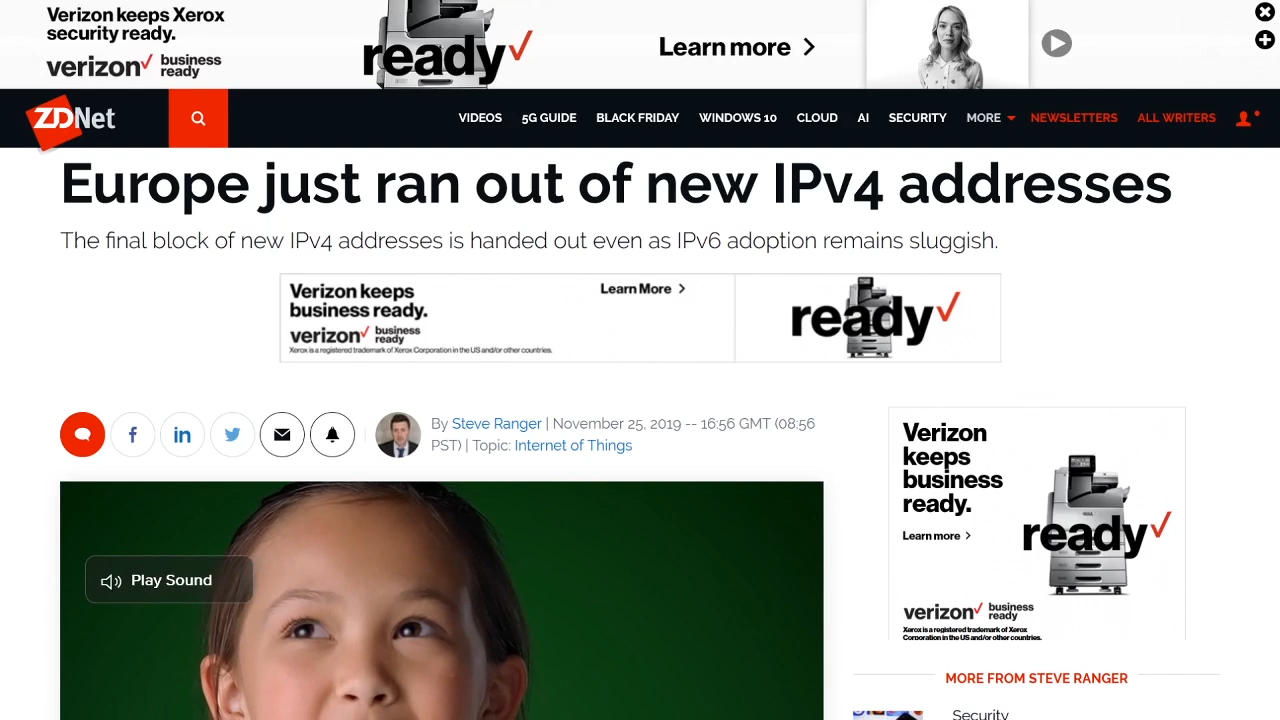 Verizon keeps Xerox
security ready.
verizon✓ business
ready
ready✓
Learn more
ZDNet
VIDEOS 5G GUIDE BLACK FRIDAY WINDOWS 10 CLOUD AI SECURITY MORE NEWSLETTERS ALL WRITERS
Europe just ran out of new IPv4 addresses
The final block of new IPv4 addresses is handed out even as IPv6 adoption remains sluggish.
Verizon keeps
business ready.
verizon✓ business
ready
Xerox is a registered trademark of Xerox Corporation in the US and/or other countries.
Learn More
ready✓
f in
By Steve Ranger | November 25, 2019 -- 16:56 GMT (08:56
PST) | Topic: Internet of Things
Play Sound
Verizon
keeps
business
ready.
Learn more
ready✓
verizon✓ business
ready
Xerox is a registered trademark of Xerox
Corporation in the US and/or other countries.
MORE FROM STEVE RANGER
Security